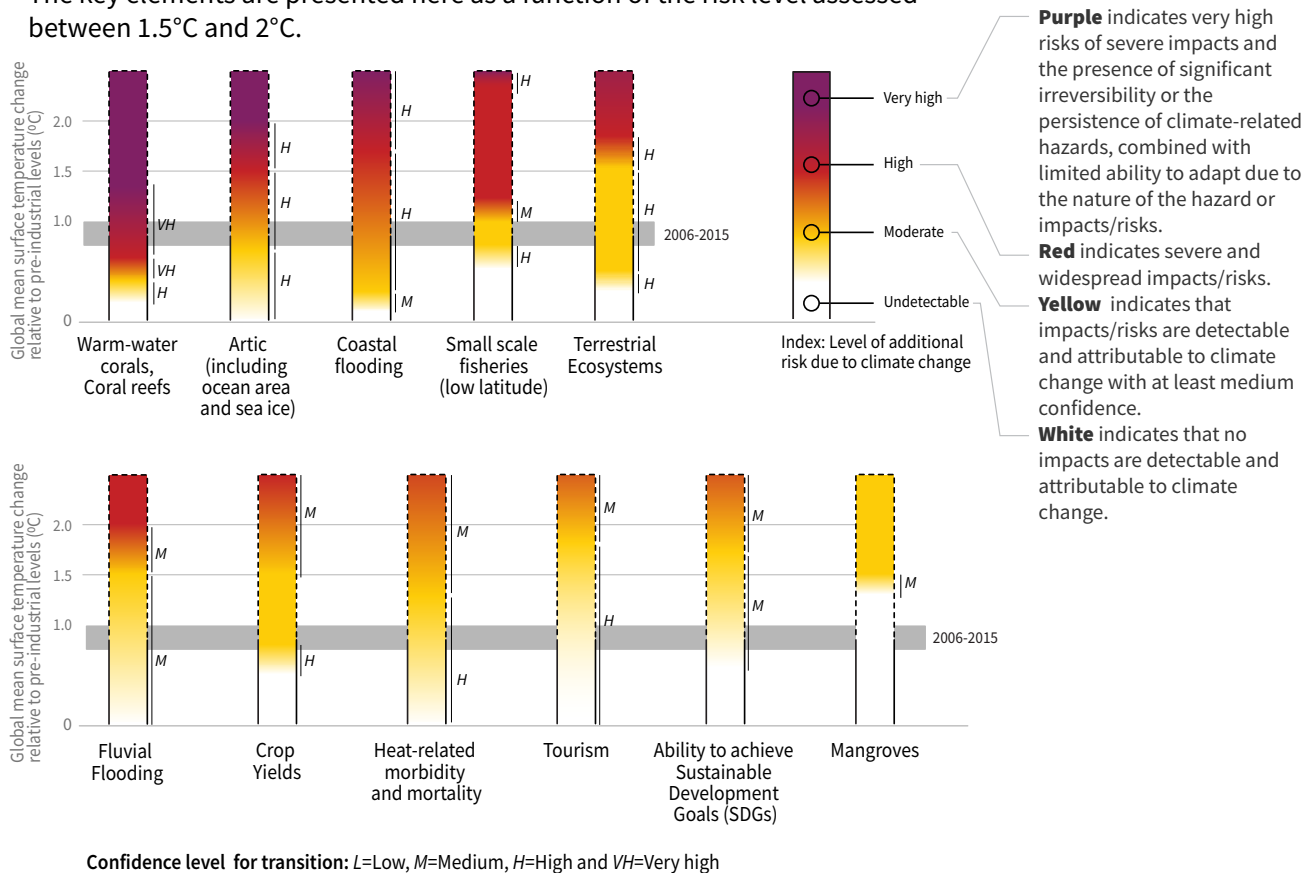 The key elements are presented here as a function of the risk level assessed
between 1.5°C and 2°C.
Global mean surface temperature change
relative to pre-industrial levels (⁰C)
2.0
1.5
1.0
0
H
VH
VH
H
H
H
H
H
H
M
H
M
H
H
H
H
2006-2015
Warm-water
corals,
Coral reefs
Artic
(including
ocean area
and sea ice)
Coastal
flooding
Small scale
fisheries
(low latitude)
Terrestrial
Ecosystems
Very high
High
Moderate
Undetectable
Index: Level of additional
risk due to climate change
Purple indicates very high
risks of severe impacts and
the presence of significant
irreversibility or the
persistence of climate-related
hazards, combined with
limited ability to adapt due to
the nature of the hazard or
impacts/risks.
Red indicates severe and
widespread impacts/risks.
Yellow indicates that
impacts/risks are detectable
and attributable to climate
change with at least medium
confidence.
White indicates that no
impacts are detectable and
attributable to climate
change.
Global mean surface temperature change
relative to pre-industrial levels (⁰C)
2.0
1.5
1.0
0
M
M
M
H
M
H
M
H
M
M
M
2006-2015
Fluvial
Flooding
Crop
Yields
Heat-related
morbidity
and mortality
Tourism
Ability to achieve
Sustainable
Development
Goals (SDGs)
Mangroves
Confidence level for transition: L=Low, M=Medium, H=High and VH=Very high